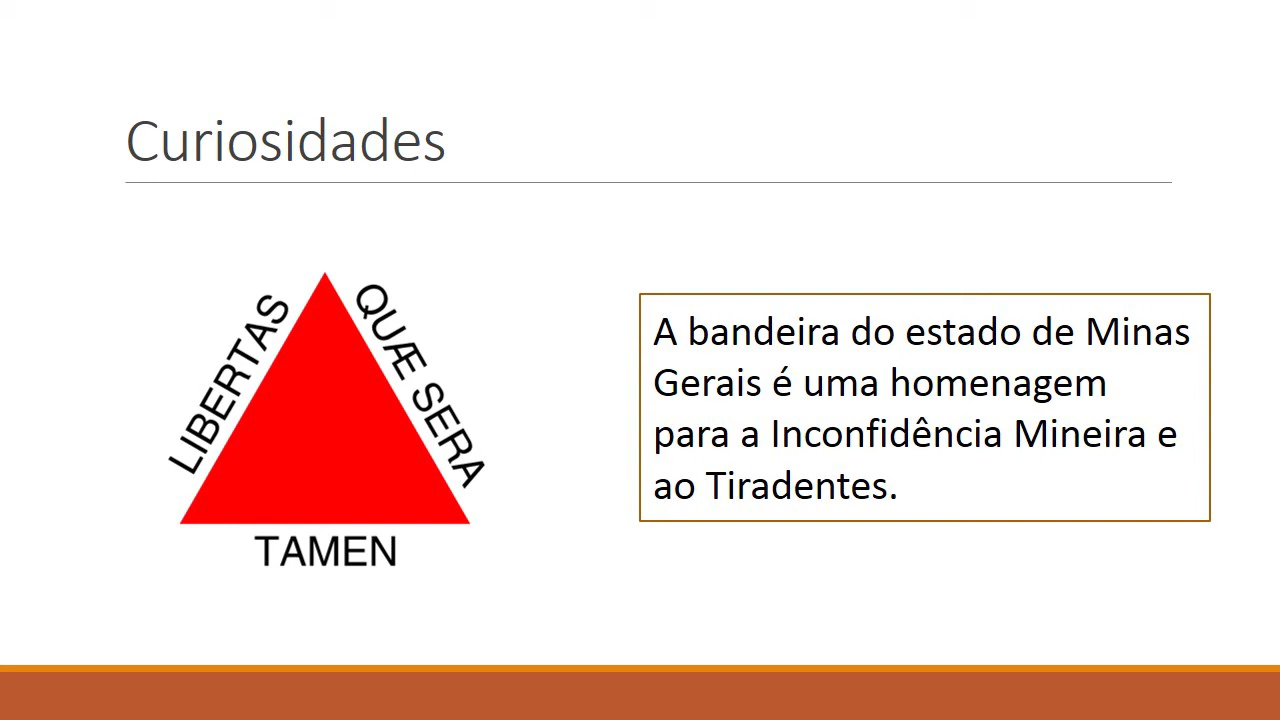 Curiosidades
LIBERTAS
QUÆ SERA
TAMEN
A bandeira do estado de Minas
Gerais é uma homenagem
para a Inconfidência Mineira e
ao Tiradentes.